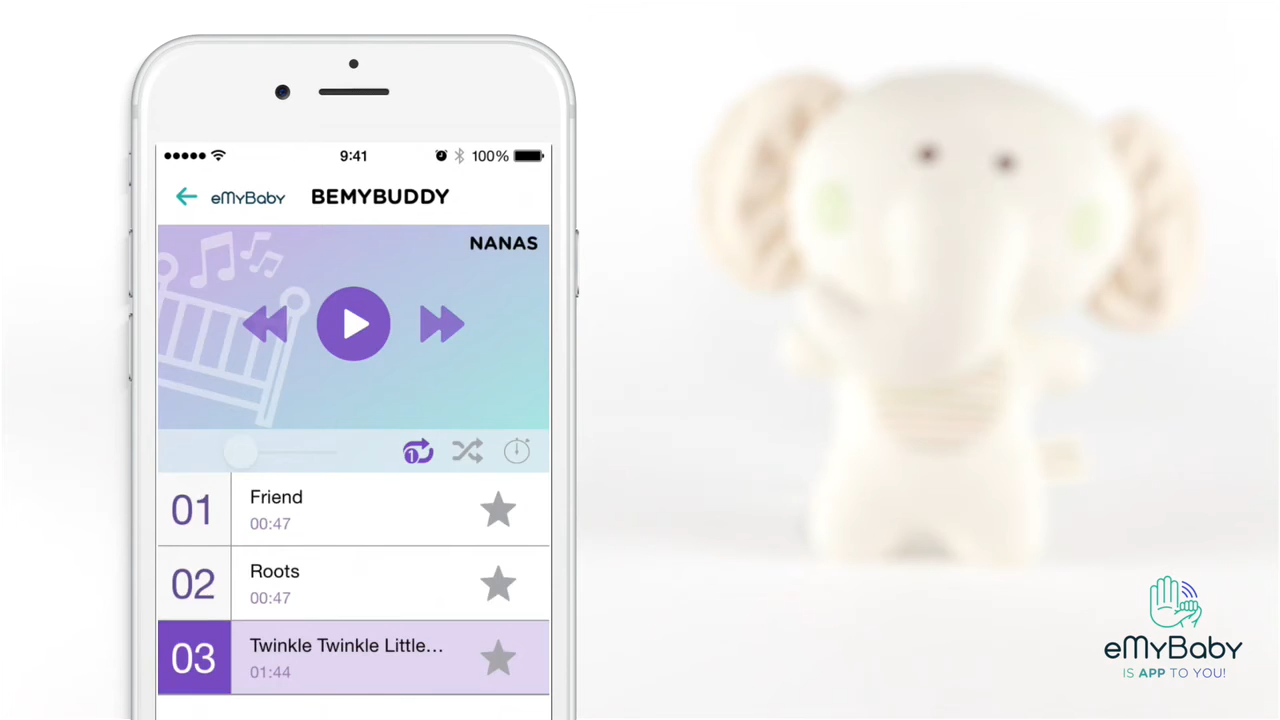 9:41
100%
eMyBaby BEMYBUDDY
NANAS
1
01 Friend
00:47
02 Roots
00:47
03 Twinkle Twinkle Little...
01:44
eMyBaby
IS APP TO YOU!